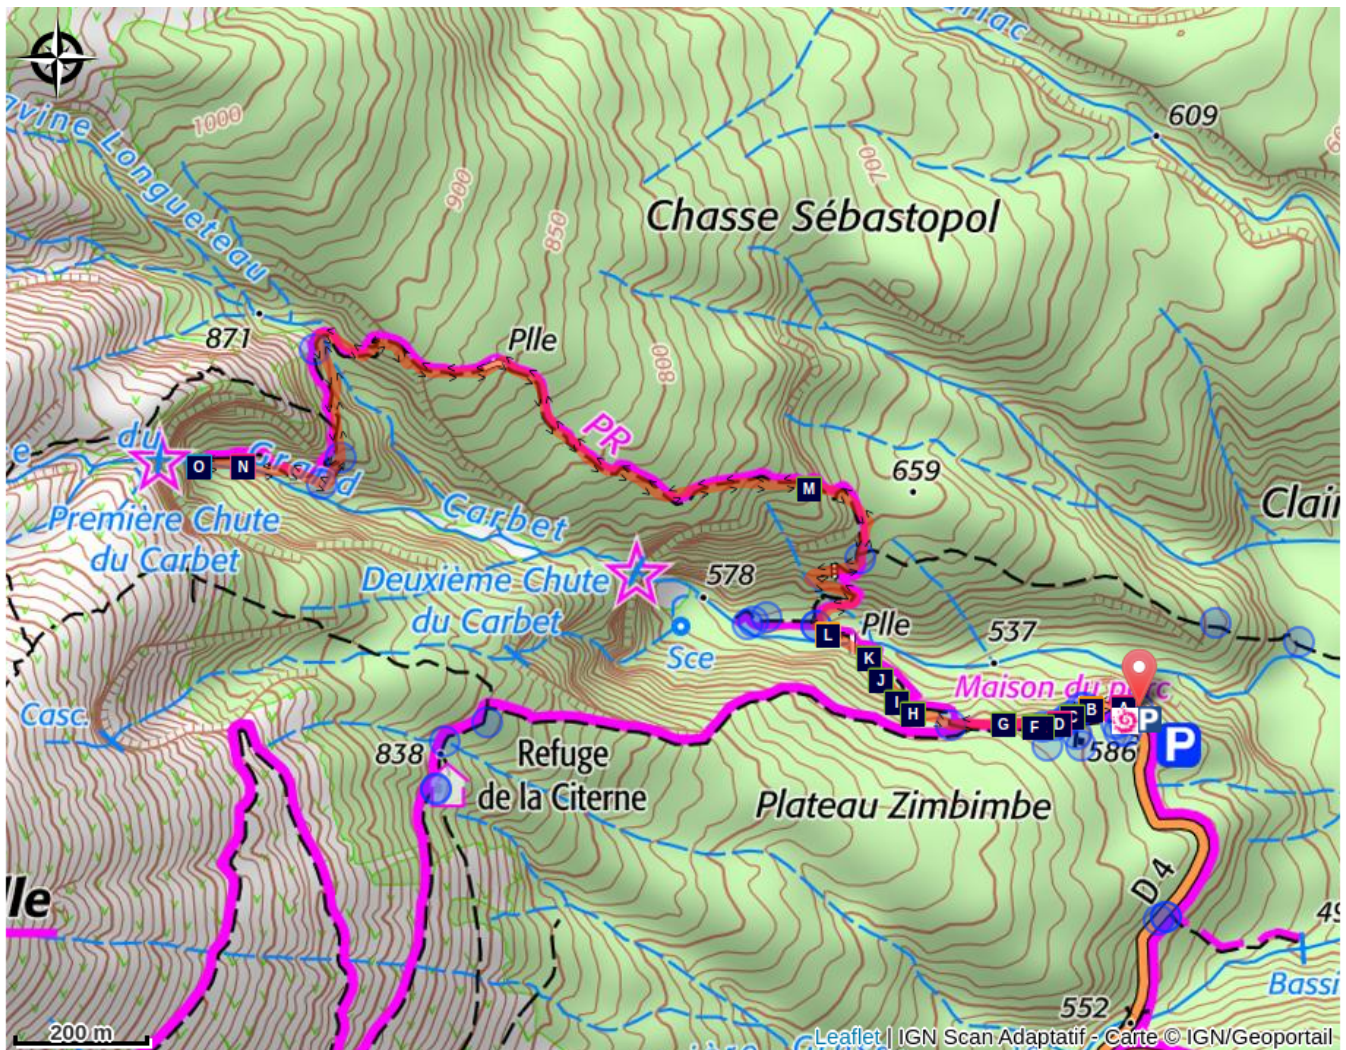 609
1000
Longueteau
700
900
Chasse Sébastopol
850
871
Plle
800
PR
659
du
Grand
O
N
M
Première Chute
du Carbet
Carbet
Clair
Deuxième Chute
du Carbet
578
Sce
Plle
537
L
K
J
I
H
Maison du parc
G
F
D
C
B
A
P
P
586
Casc.
838
Refuge
de la Citerne
Plateau Zimbimbe
D 4
lle
49
Bassi
552
200 m
Leaflet | IGN Scan Adaptatif - Carte © IGN/Geoportail